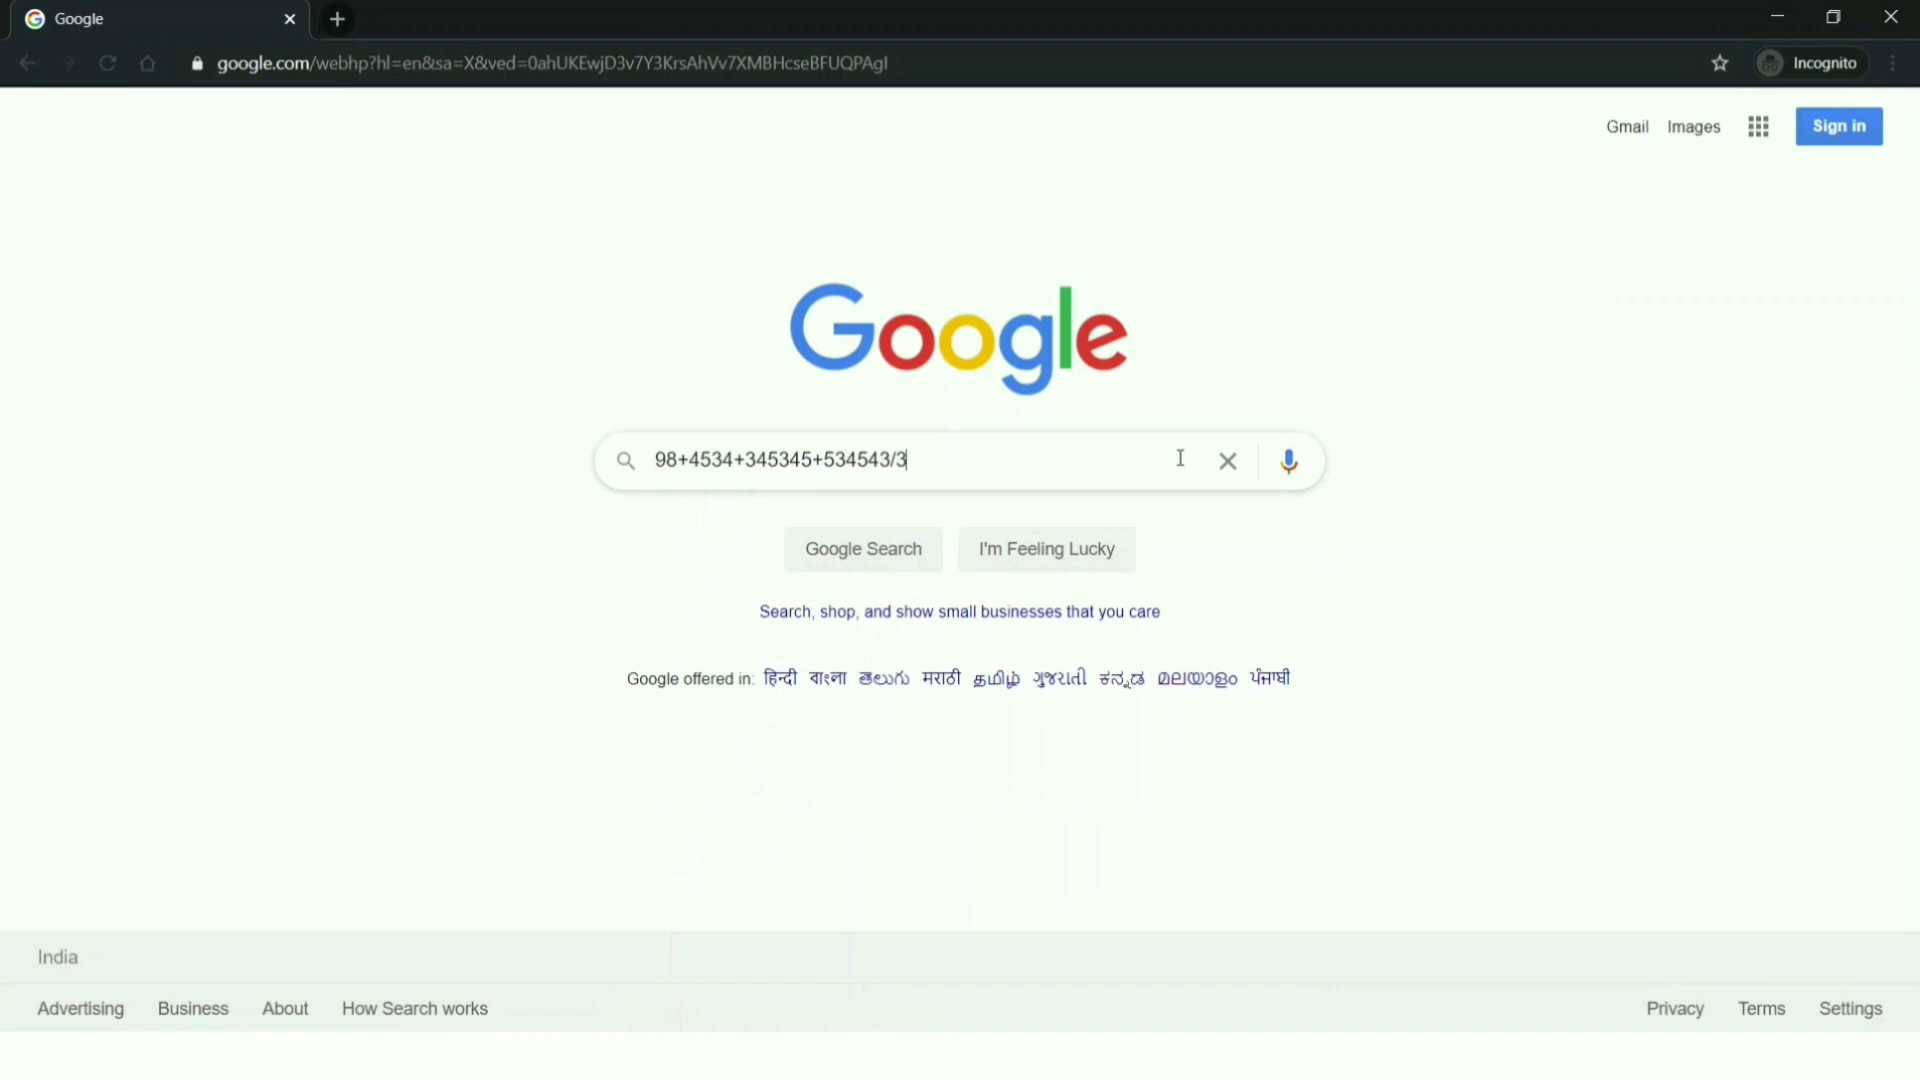 Google
google.com/webhp?hl=en&sa=X&ved=0ahUKEwjD3v7Y3KrsAhVv7XMBHcseBFUQPAgI
Incognito
Gmail Images Sign in
Google
98+4534+345345+534543/3
Google Search I'm Feeling Lucky
Search, shop, and show small businesses that you care
Google offered in: हिन्दी বাংলা తెలుగు मराठी தமிழ் ગુજરાતી ಕನ್ನಡ മലയാളം ਪੰਜਾਬੀ
India
Advertising Business About How Search works Privacy Terms Settings